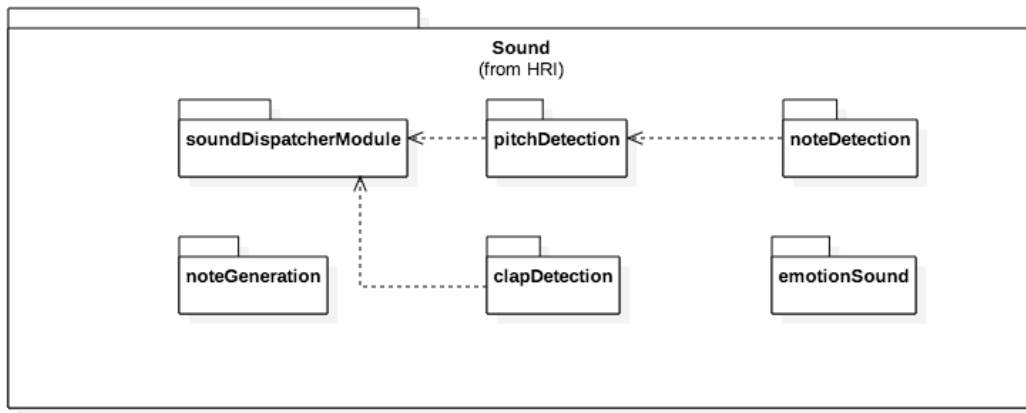 Sound
(from HRI)
soundDispatcherModule
pitchDetection
noteDetection
noteGeneration
clapDetection
emotionSound